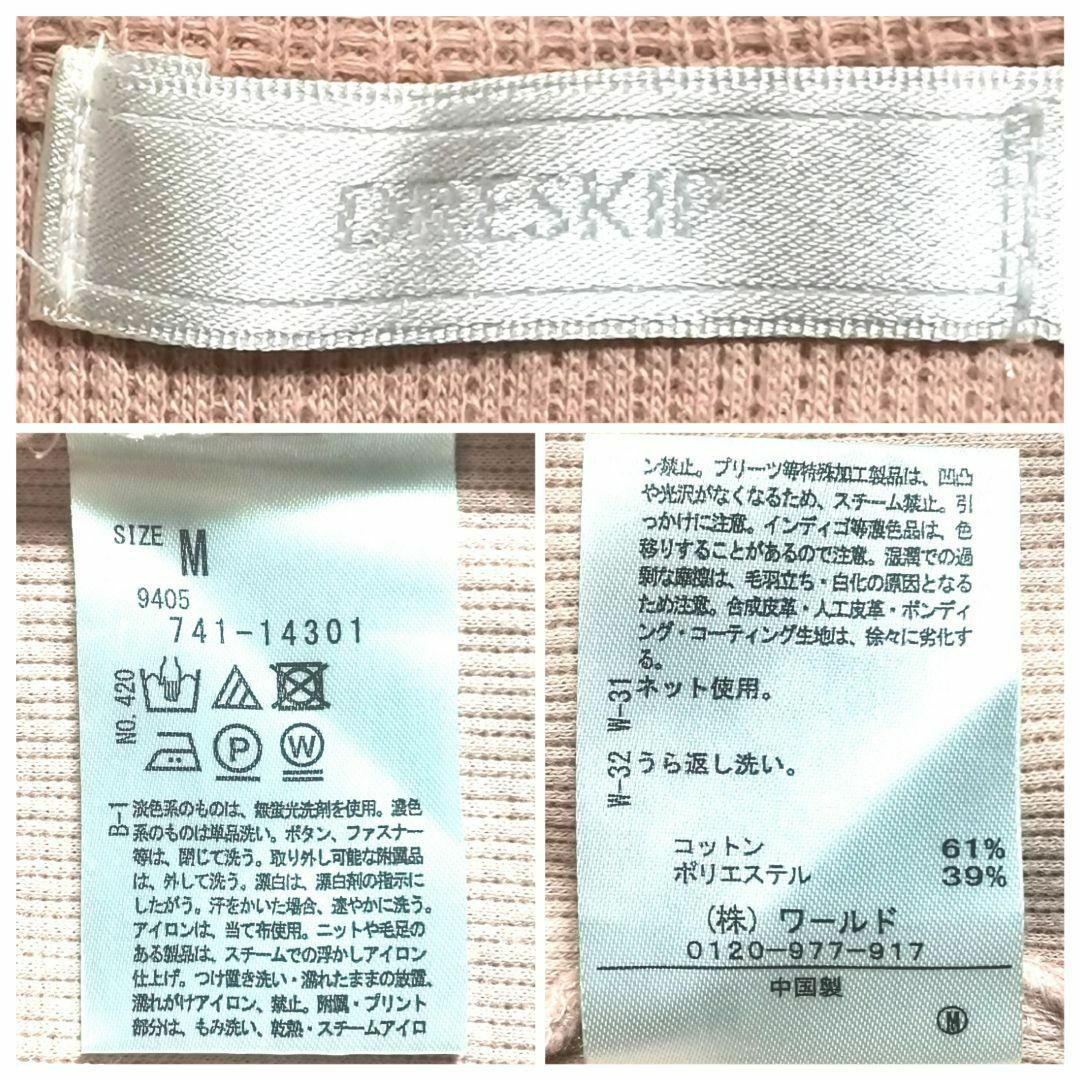 DRESKIP
SIZE M
9405
741-14301
NO. 420
P
W
B-1
淡色系のものは、無蛍光洗剤を使用。濃色
系のものは単品洗い。ボタン、ファスナー
等は、閉じて洗う。取り外し可能な附属品
は、外して洗う。漂白は、漂白剤の指示に
したがう。汗をかいた場合、速やかに洗う。
アイロンは、当て布使用。ニットや毛足の
ある製品は、スチームでの浮かしアイロン
仕上げ。つけ置き洗い・濡れたままの放置、
濡れがけアイロン、禁止。附属・プリント
部分は、もみ洗い、乾熱・スチームアイロ
ン禁止。プリーツ等特殊加工製品は、凹凸
や光沢がなくなるため、スチーム禁止。引
っかけに注意。インディゴ等濃色品は、色
移りすることがあるので注意。湿潤での過
剰な摩擦は、毛羽立ち・白化の原因となる
ため注意。合成皮革・人工皮革・ボンディ
ング・コーティング生地は、徐々に劣化す
る。
W-31 ネット使用。
W-32 うら返し洗い。
コットン 61%
ポリエステル 39%
(株) ワールド
0120-977-917
中国製
M